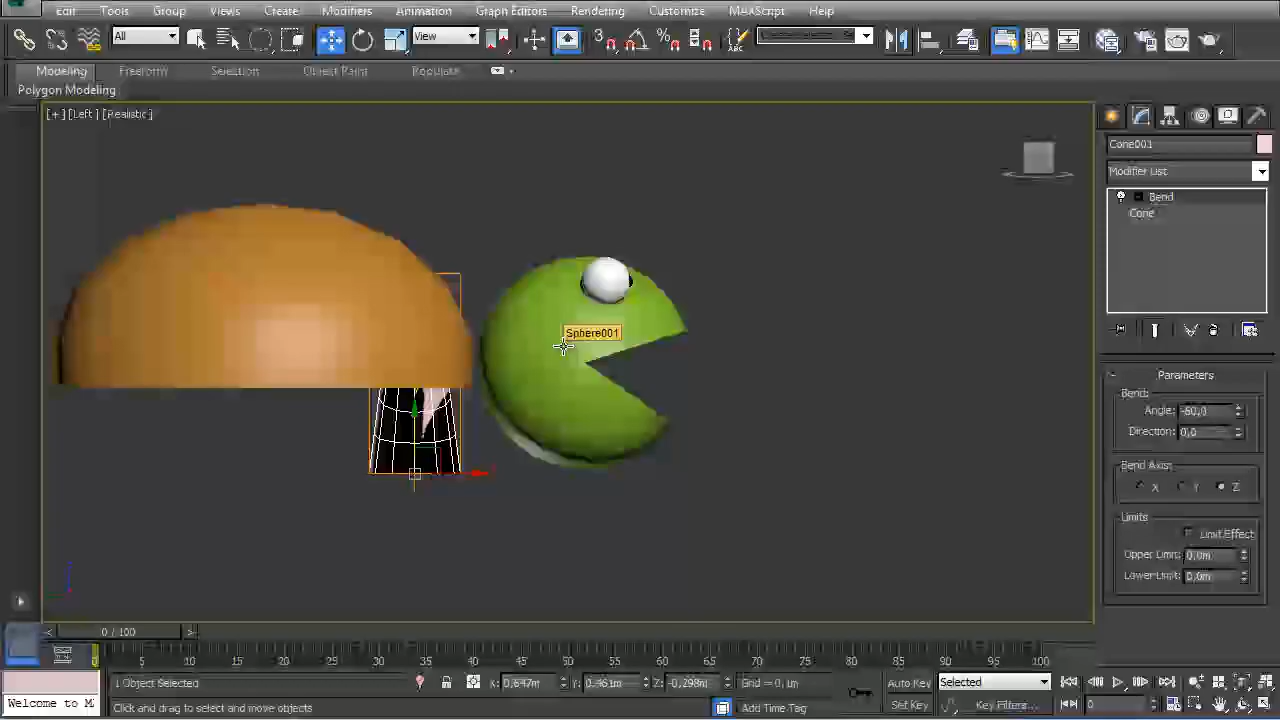 Edit Tools Group Views Create Modifiers Animation Graph Editors Rendering Customize MAXScript Help
All View
Modeling Freeform Selection Object Paint Populate
Polygon Modeling
[+][Left][Realistic]
Cone001
Modifier List
Bend
Cone
Sphere001
Parameters
Bend:
Angle: -60,0
Direction: 0,0
Bend Axis:
X Y Z
Limits
Limit Effect
Upper Limit: 0,0m
Lower Limit: 0,0m
0 / 100
0 5 10 15 20 25 30 35 40 45 50 55 60 65 70 75 80 85 90 95 100
1 Object Selected X: 0,647m Y: 0,361m Z: -0,298m Grid = 0,1m Auto Key Selected
Welcome to M Click and drag to select and move objects Add Time Tag Set Key Key Filters... 0